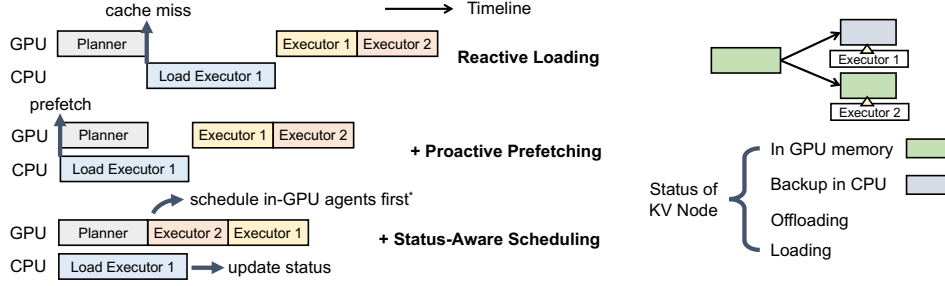 cache miss
Timeline
GPU
Planner
Executor 1
Executor 2
CPU
Load Executor 1
Reactive Loading
prefetch
GPU
Planner
Executor 1
Executor 2
CPU
Load Executor 1
+ Proactive Prefetching
schedule in-GPU agents first*
GPU
Planner
Executor 2
Executor 1
+ Status-Aware Scheduling
CPU
Load Executor 1
update status
Executor 1
Executor 2
Status of
KV Node
In GPU memory
Backup in CPU
Offloading
Loading